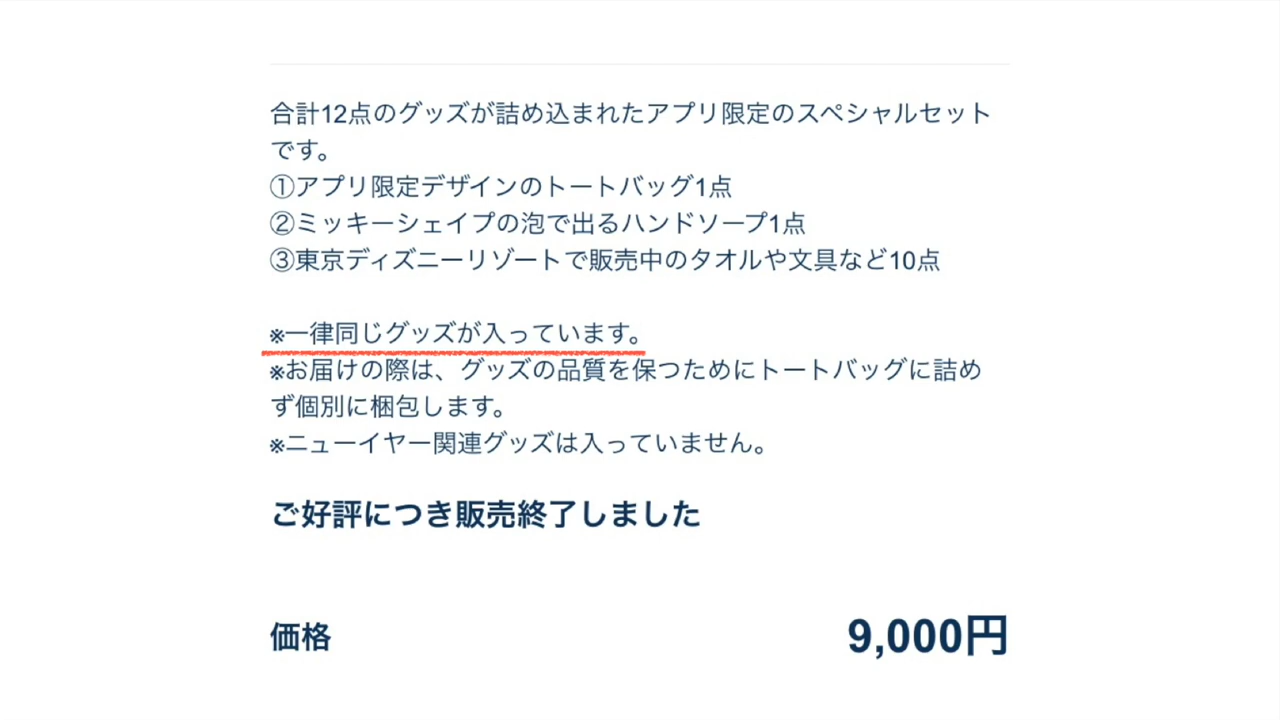 合計12点のグッズが詰め込まれたアプリ限定のスペシャルセット
です。
①アプリ限定デザインのトートバッグ1点
②ミッキーシェイプの泡で出るハンドソープ1点
③東京ディズニーリゾートで販売中のタオルや文具など10点
※一律同じグッズが入っています。
※お届けの際は、グッズの品質を保つためにトートバッグに詰め
ず個別に梱包します。
※ニューイヤー関連グッズは入っていません。
ご好評につき販売終了しました
価格 9,000円